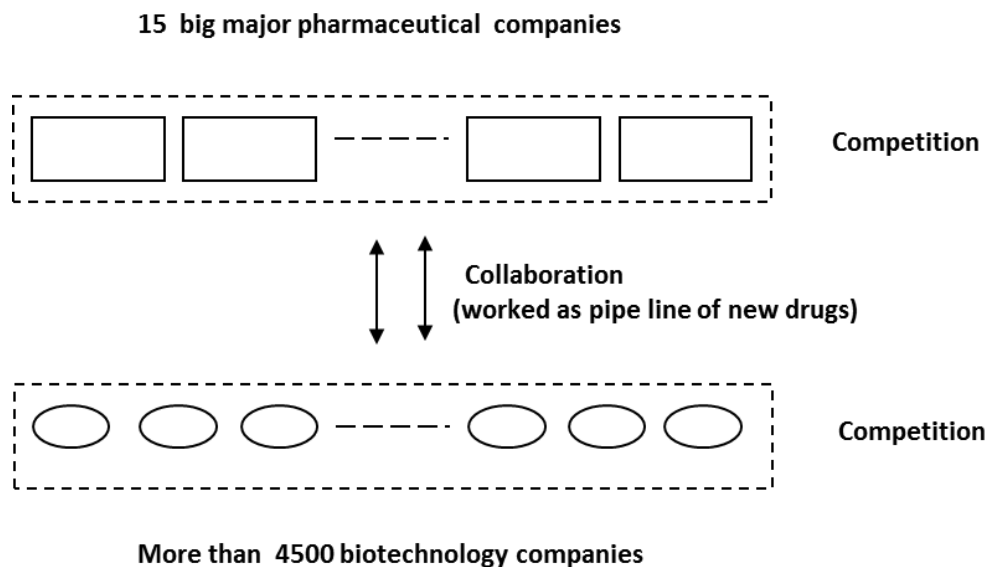 15 big major pharmaceutical companies
Competition
Collaboration
(worked as pipe line of new drugs)
Competition
More than 4500 biotechnology companies